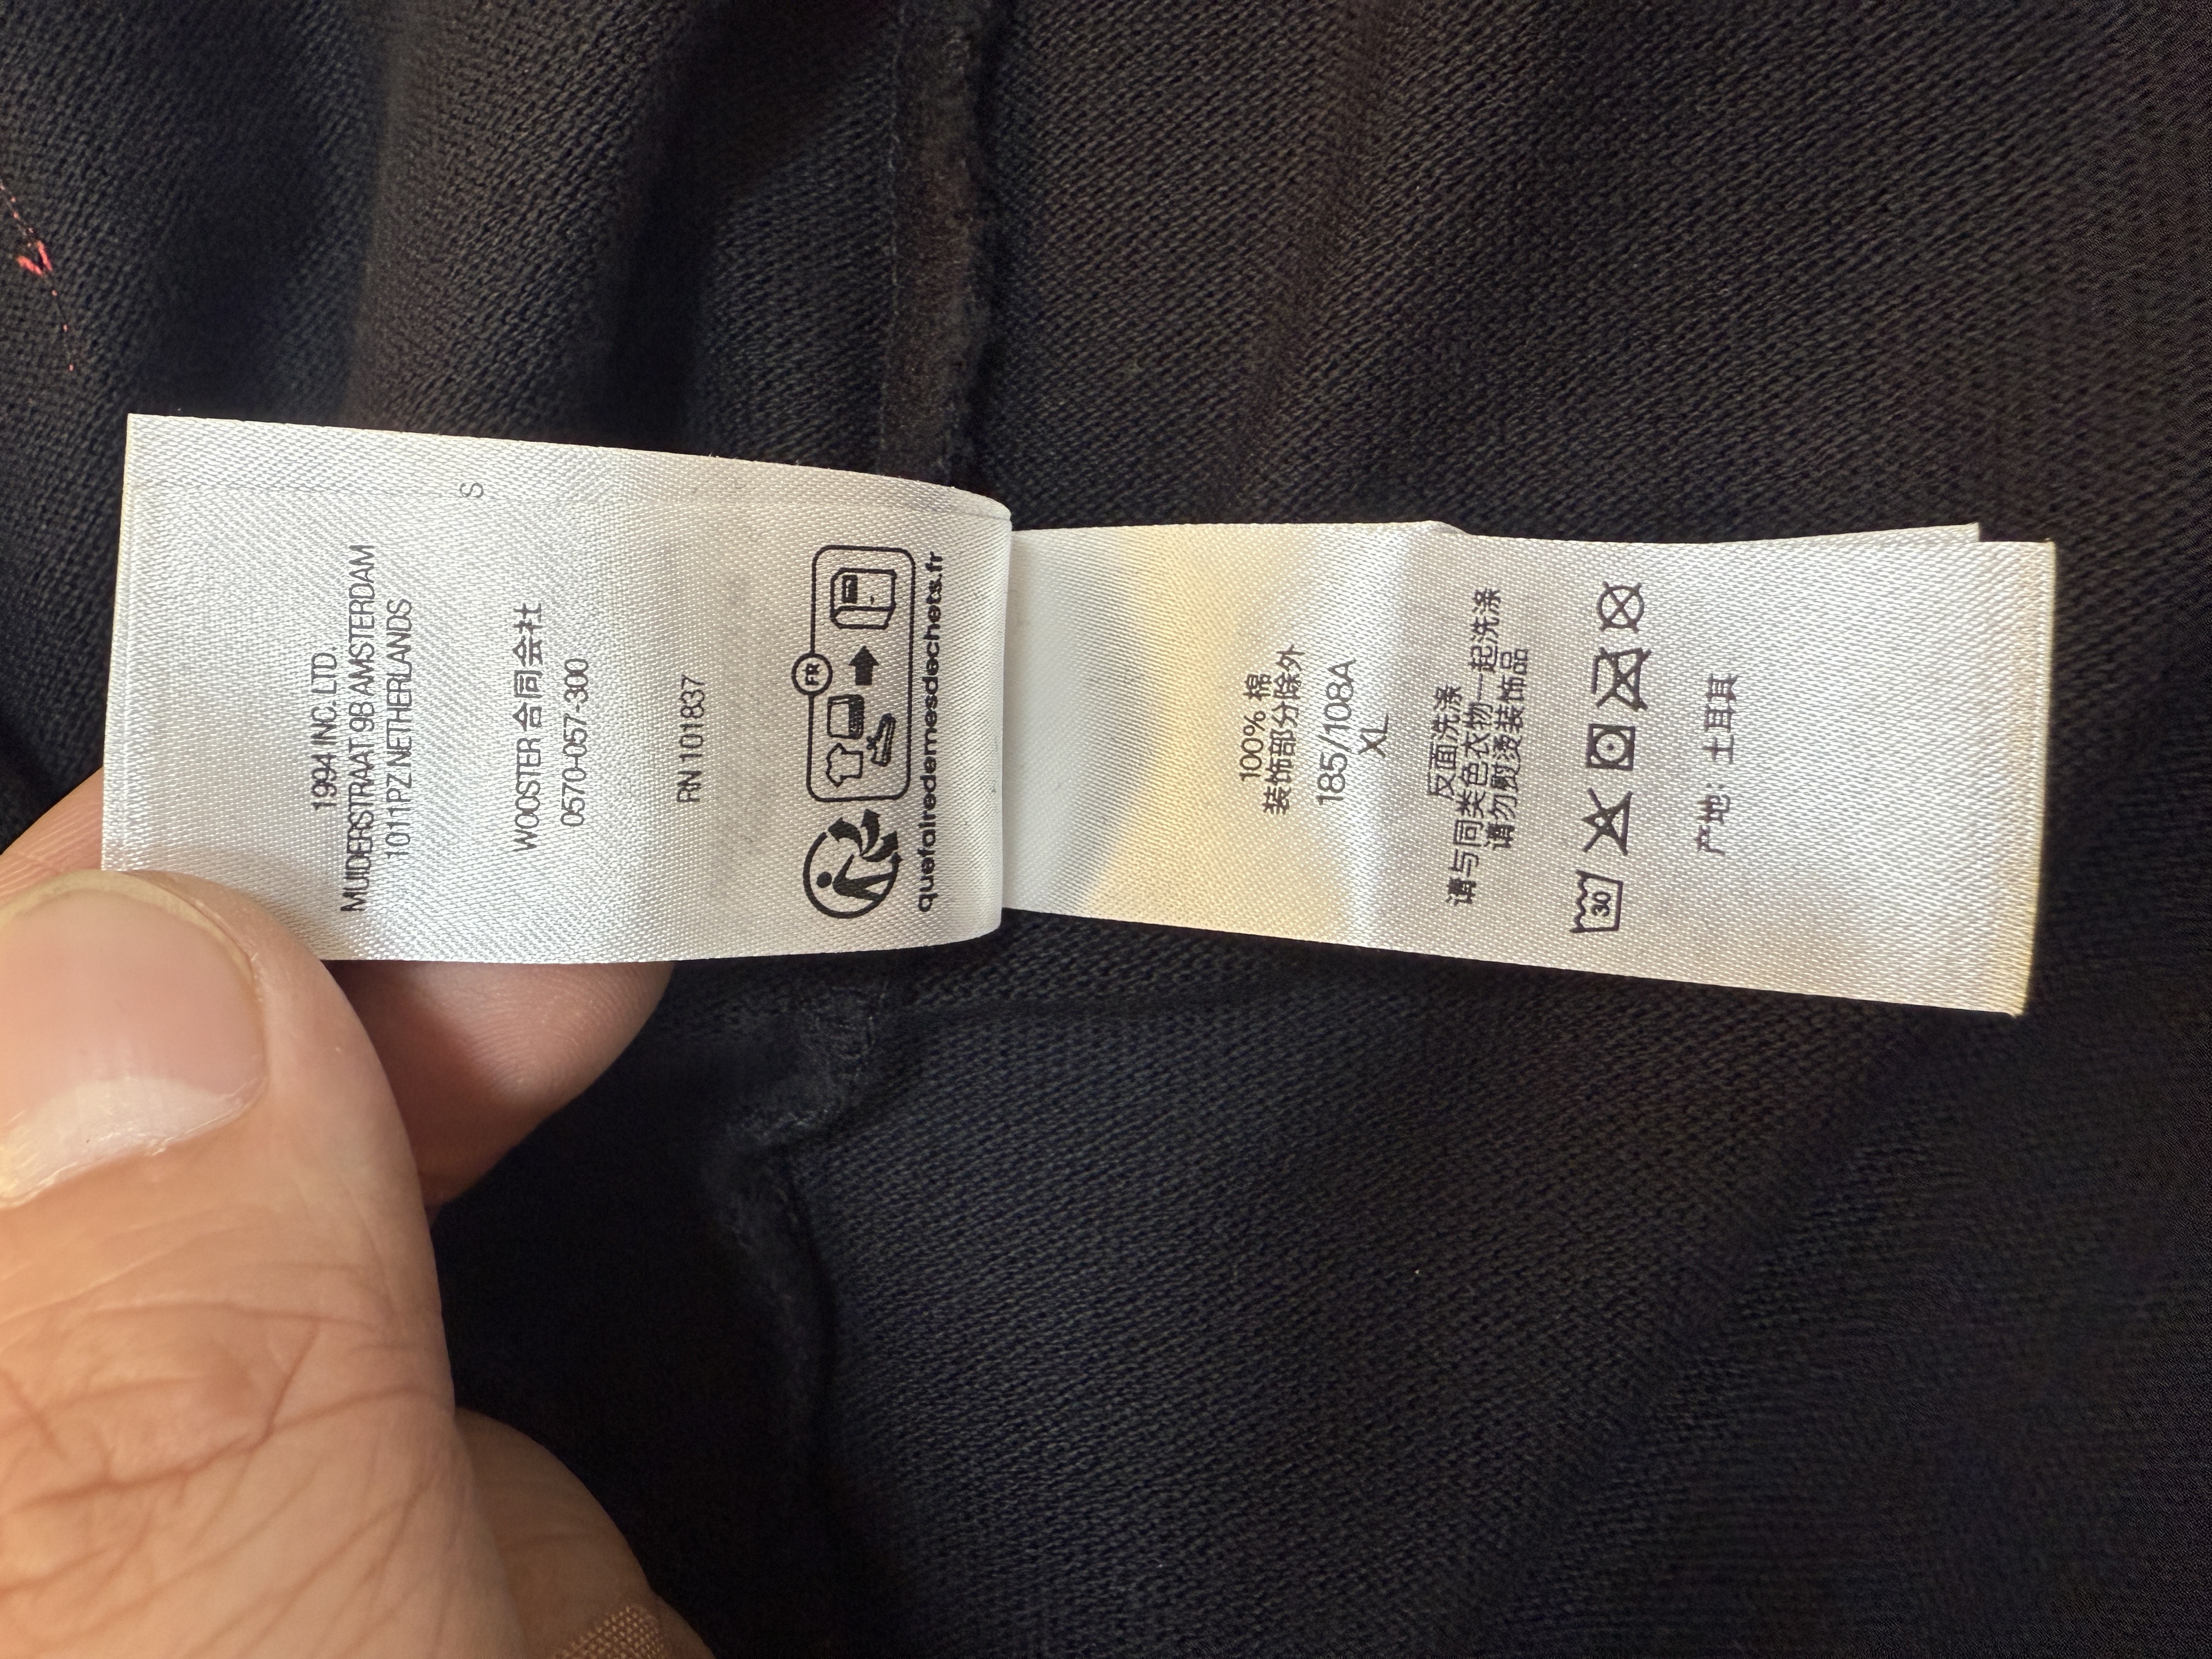 S
1994 INC. LTD.
MUIDERSTRAAT 9B AMSTERDAM
1011PZ NETHERLANDS
WOOSTER 合同会社
0570-057-300
RN 101837
FR
quefairedemesdechets.fr
100% 棉
装饰部分除外
185/108A
XL
反面洗涤
请与同类色衣物一起洗涤
请勿熨烫装饰品
30
产地: 土耳其